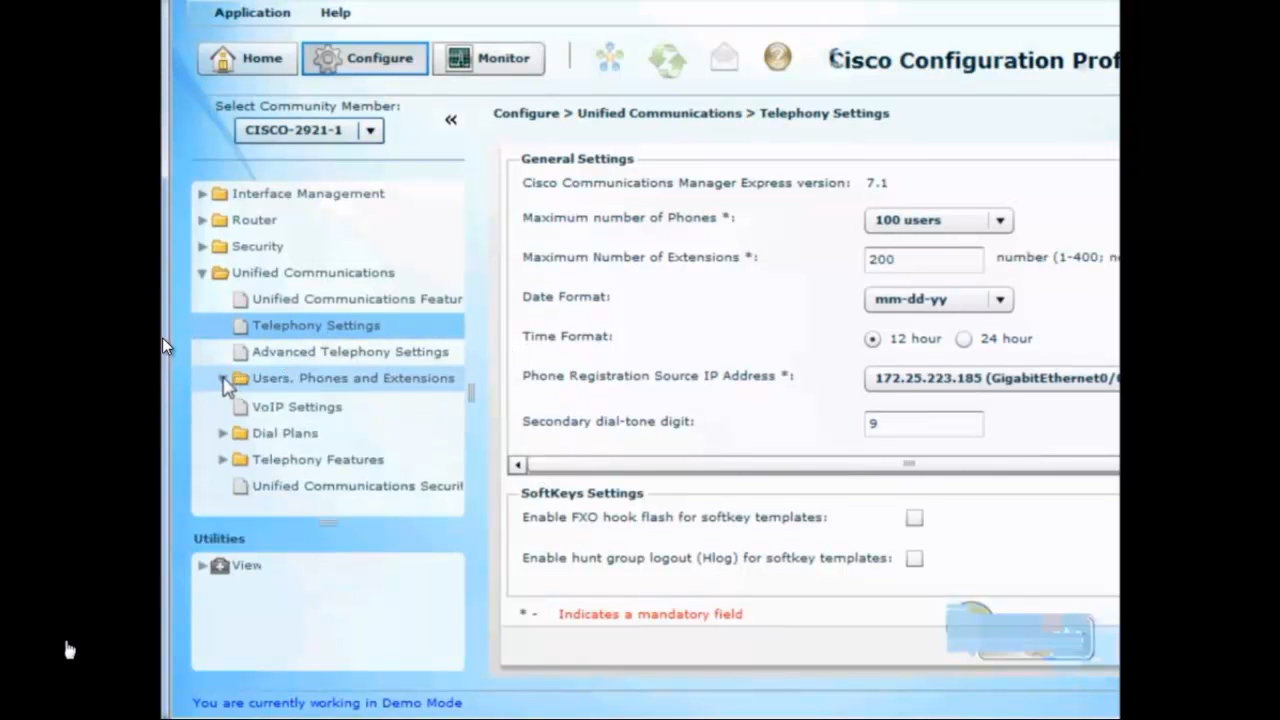 Application Help
Home Configure Monitor Cisco Configuration Prof
Select Community Member:
CISCO-2921-1
Interface Management
Router
Security
Unified Communications
Unified Communications Featur
Telephony Settings
Advanced Telephony Settings
Users, Phones and Extensions
VoIP Settings
Dial Plans
Telephony Features
Unified Communications Securit
Utilities
View
Configure > Unified Communications > Telephony Settings
General Settings
Cisco Communications Manager Express version: 7.1
Maximum number of Phones *: 100 users
Maximum Number of Extensions *: 200 number (1-400; n
Date Format: mm-dd-yy
Time Format: 12 hour 24 hour
Phone Registration Source IP Address *: 172.25.223.185 (GigabitEthernet0/
Secondary dial-tone digit: 9
SoftKeys Settings
Enable FXO hook flash for softkey templates:
Enable hunt group logout (Hlog) for softkey templates:
* - Indicates a mandatory field
You are currently working in Demo Mode